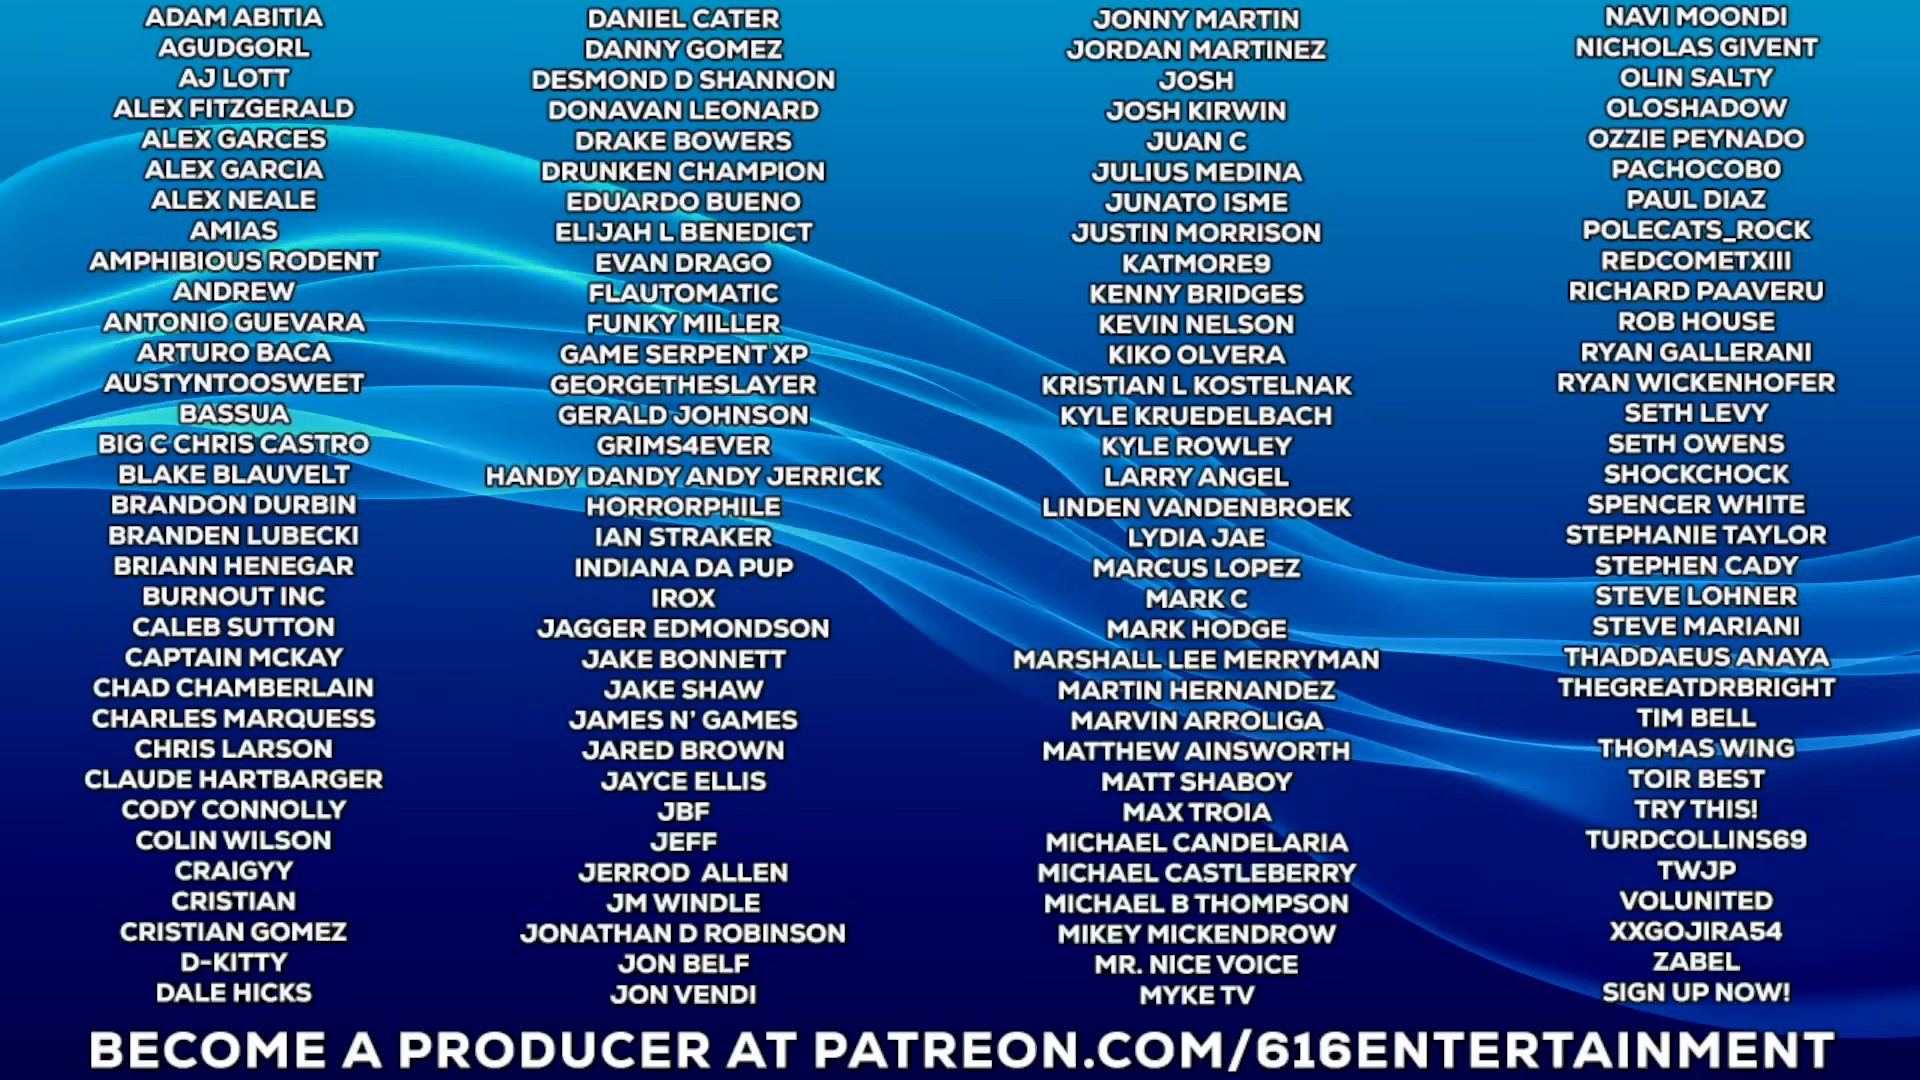 ADAM ABITIA
AGUDGORL
AJ LOTT
ALEX FITZGERALD
ALEX GARCES
ALEX GARCIA
ALEX NEALE
AMIAS
AMPHIBIOUS RODENT
ANDREW
ANTONIO GUEVARA
ARTURO BACA
AUSTYNTOOSWEET
BASSUA
BIG C CHRIS CASTRO
BLAKE BLAUVELT
BRANDON DURBIN
BRANDEN LUBECKI
BRIANN HENEGAR
BURNOUT INC
CALEB SUTTON
CAPTAIN MCKAY
CHAD CHAMBERLAIN
CHARLES MARQUESS
CHRIS LARSON
CLAUDE HARTBARGER
CODY CONNOLLY
COLIN WILSON
CRAIGYY
CRISTIAN
CRISTIAN GOMEZ
D-KITTY
DALE HICKS
DANIEL CATER
DANNY GOMEZ
DESMOND D SHANNON
DONAVAN LEONARD
DRAKE BOWERS
DRUNKEN CHAMPION
EDUARDO BUENO
ELIJAH L BENEDICT
EVAN DRAGO
FLAUTOMATIC
FUNKY MILLER
GAME SERPENT XP
GEORGETHESLAYER
GERALD JOHNSON
GRIMS4EVER
HANDY DANDY ANDY JERRICK
HORRORPHILE
IAN STRAKER
INDIANA DA PUP
IROX
JAGGER EDMONDSON
JAKE BONNETT
JAKE SHAW
JAMES N' GAMES
JARED BROWN
JAYCE ELLIS
JBF
JEFF
JERROD  ALLEN
JM WINDLE
JONATHAN D ROBINSON
JON BELF
JON VENDI
JONNY MARTIN
JORDAN MARTINEZ
JOSH
JOSH KIRWIN
JUAN C
JULIUS MEDINA
JUNATO ISME
JUSTIN MORRISON
KATMORE9
KENNY BRIDGES
KEVIN NELSON
KIKO OLVERA
KRISTIAN L KOSTELNAK
KYLE KRUEDELBACH
KYLE ROWLEY
LARRY ANGEL
LINDEN VANDENBROEK
LYDIA JAE
MARCUS LOPEZ
MARK C
MARK HODGE
MARSHALL LEE MERRYMAN
MARTIN HERNANDEZ
MARVIN ARROLIGA
MATTHEW AINSWORTH
MATT SHABOY
MAX TROIA
MICHAEL CANDELARIA
MICHAEL CASTLEBERRY
MICHAEL B THOMPSON
MIKEY MICKENDROW
MR. NICE VOICE
MYKE TV
NAVI MOONDI
NICHOLAS GIVENT
OLIN SALTY
OLOSHADOW
OZZIE PEYNADO
PACHOCOB0
PAUL DIAZ
POLECATS_ROCK
REDCOMETXIII
RICHARD PAAVERU
ROB HOUSE
RYAN GALLERANI
RYAN WICKENHOFER
SETH LEVY
SETH OWENS
SHOCKCHOCK
SPENCER WHITE
STEPHANIE TAYLOR
STEPHEN CADY
STEVE LOHNER
STEVE MARIANI
THADDAEUS ANAYA
THEGREATDRBRIGHT
TIM BELL
THOMAS WING
TOIR BEST
TRY THIS!
TURDCOLLINS69
TWJP
VOLUNITED
XXGOJIRA54
ZABEL
SIGN UP NOW!
BECOME A PRODUCER AT PATREON.COM/616ENTERTAINMENT